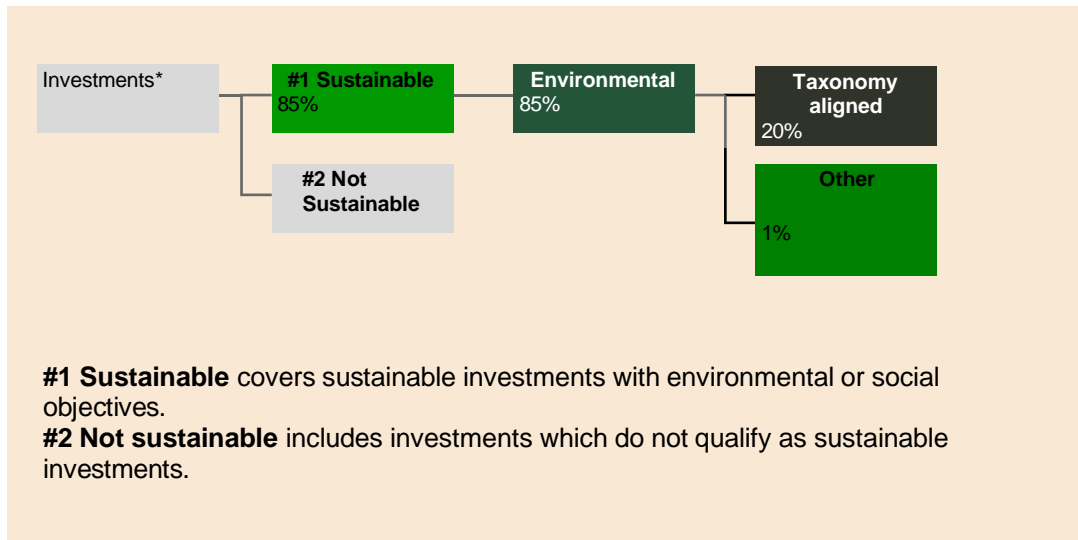 Investments*
#1 Sustainable
85%
Environmental
85%
Taxonomy
aligned
20%
#2 Not
Sustainable
Other
1%
#1 Sustainable covers sustainable investments with environmental or social
objectives.
#2 Not sustainable includes investments which do not qualify as sustainable
investments.